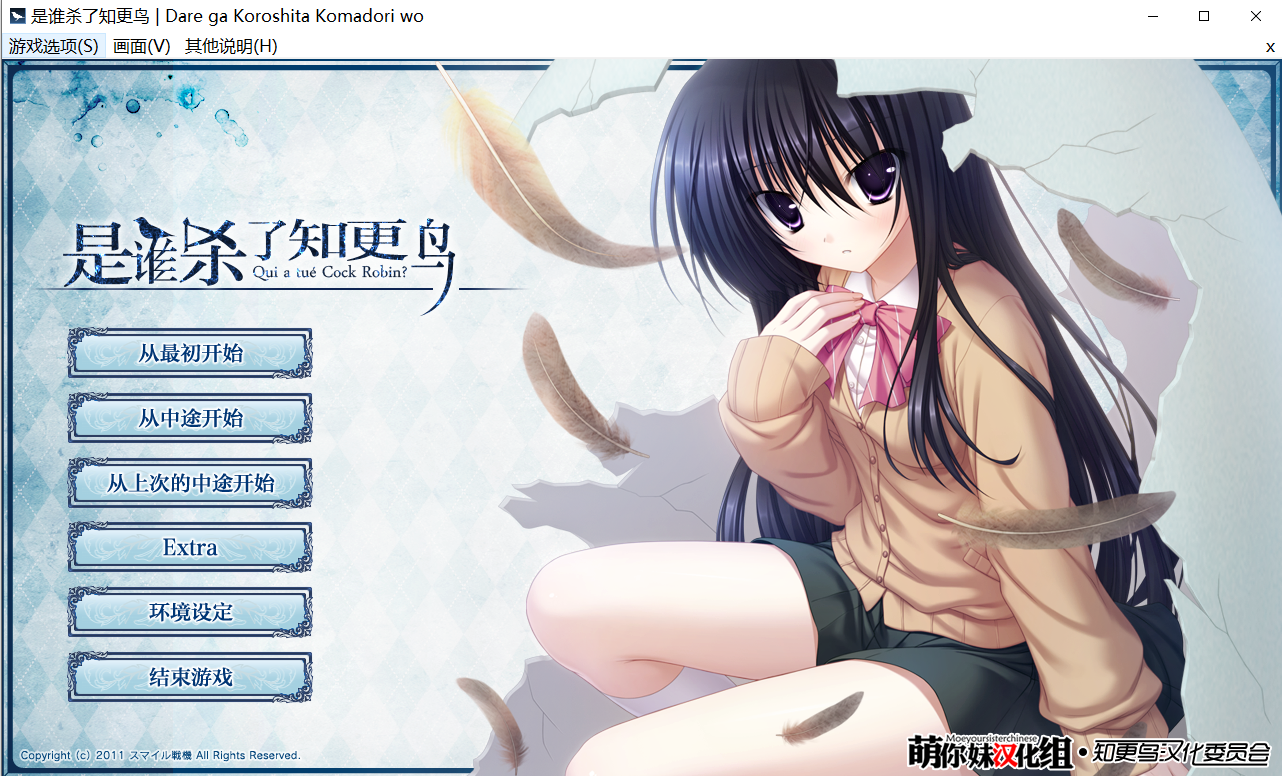 是谁杀了知更鸟 | Dare ga Koroshita Komadori wo
游戏选项(S) 画面(V) 其他说明(H) x
是谁杀了知更鸟
Qui a tué Cock Robin?
从最初开始
从中途开始
从上次的中途开始
Extra
环境设定
结束游戏
Copyright (c) 2011 スマイル戦機 All Rights Reserved.
Moeyoursisterchinese
萌你妹汉化组·知更鸟汉化委员会